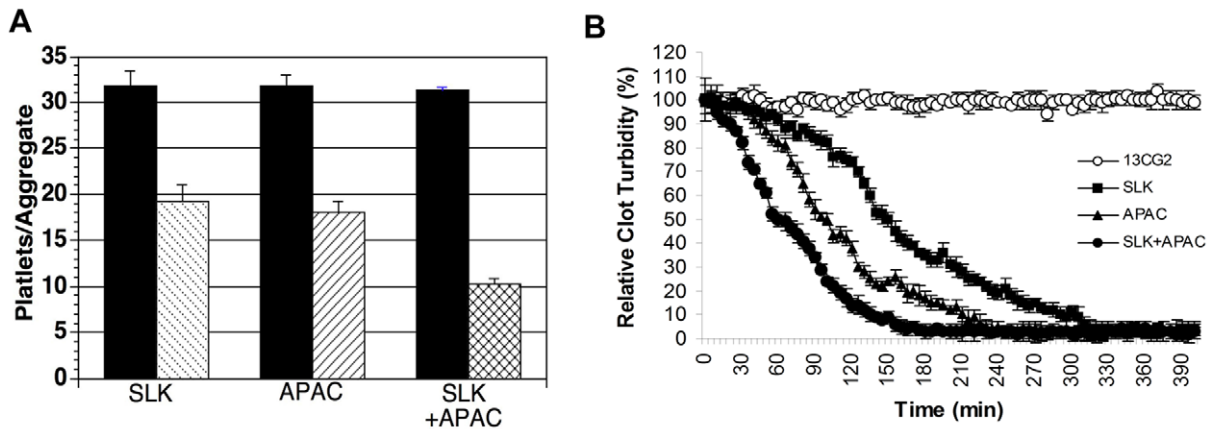 A
Platlets/Aggregate
35
30
25
20
15
10
5
0
SLK
APAC
SLK
+APAC
B
Relative Clot Turbidity (%)
120
110
100
90
80
70
60
50
40
30
20
10
0
0
30
60
90
120
150
180
210
240
270
300
330
360
390
Time (min)
13CG2
SLK
APAC
SLK+APAC